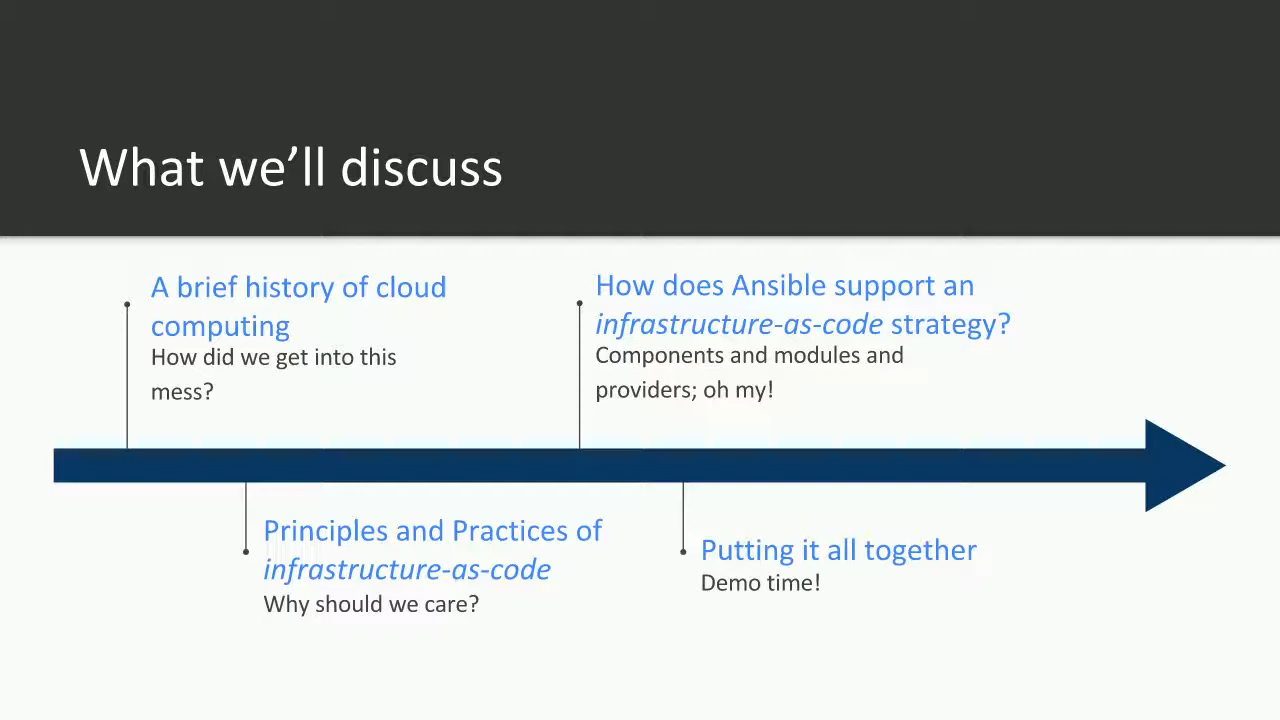 What we’ll discuss
A brief history of cloud
computing
How did we get into this
mess?
Principles and Practices of
infrastructure-as-code
Why should we care?
How does Ansible support an
infrastructure-as-code strategy?
Components and modules and
providers; oh my!
Putting it all together
Demo time!